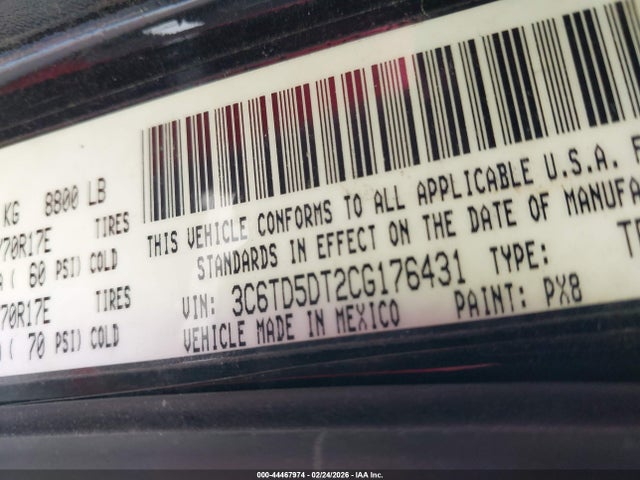 KG 8800 LB
/70R17E TIRES
( 60 PSI) COLD
70R17E TIRES
( 70 PSI) COLD
THIS VEHICLE CONFORMS TO ALL APPLICABLE U.S.A. F
STANDARDS IN EFFECT ON THE DATE OF MANUFA
VIN: 3C6TD5DT2CG176431 TYPE:
VEHICLE MADE IN MEXICO PAINT: PX8
000-44467974 - 02/24/2026 - IAA Inc.